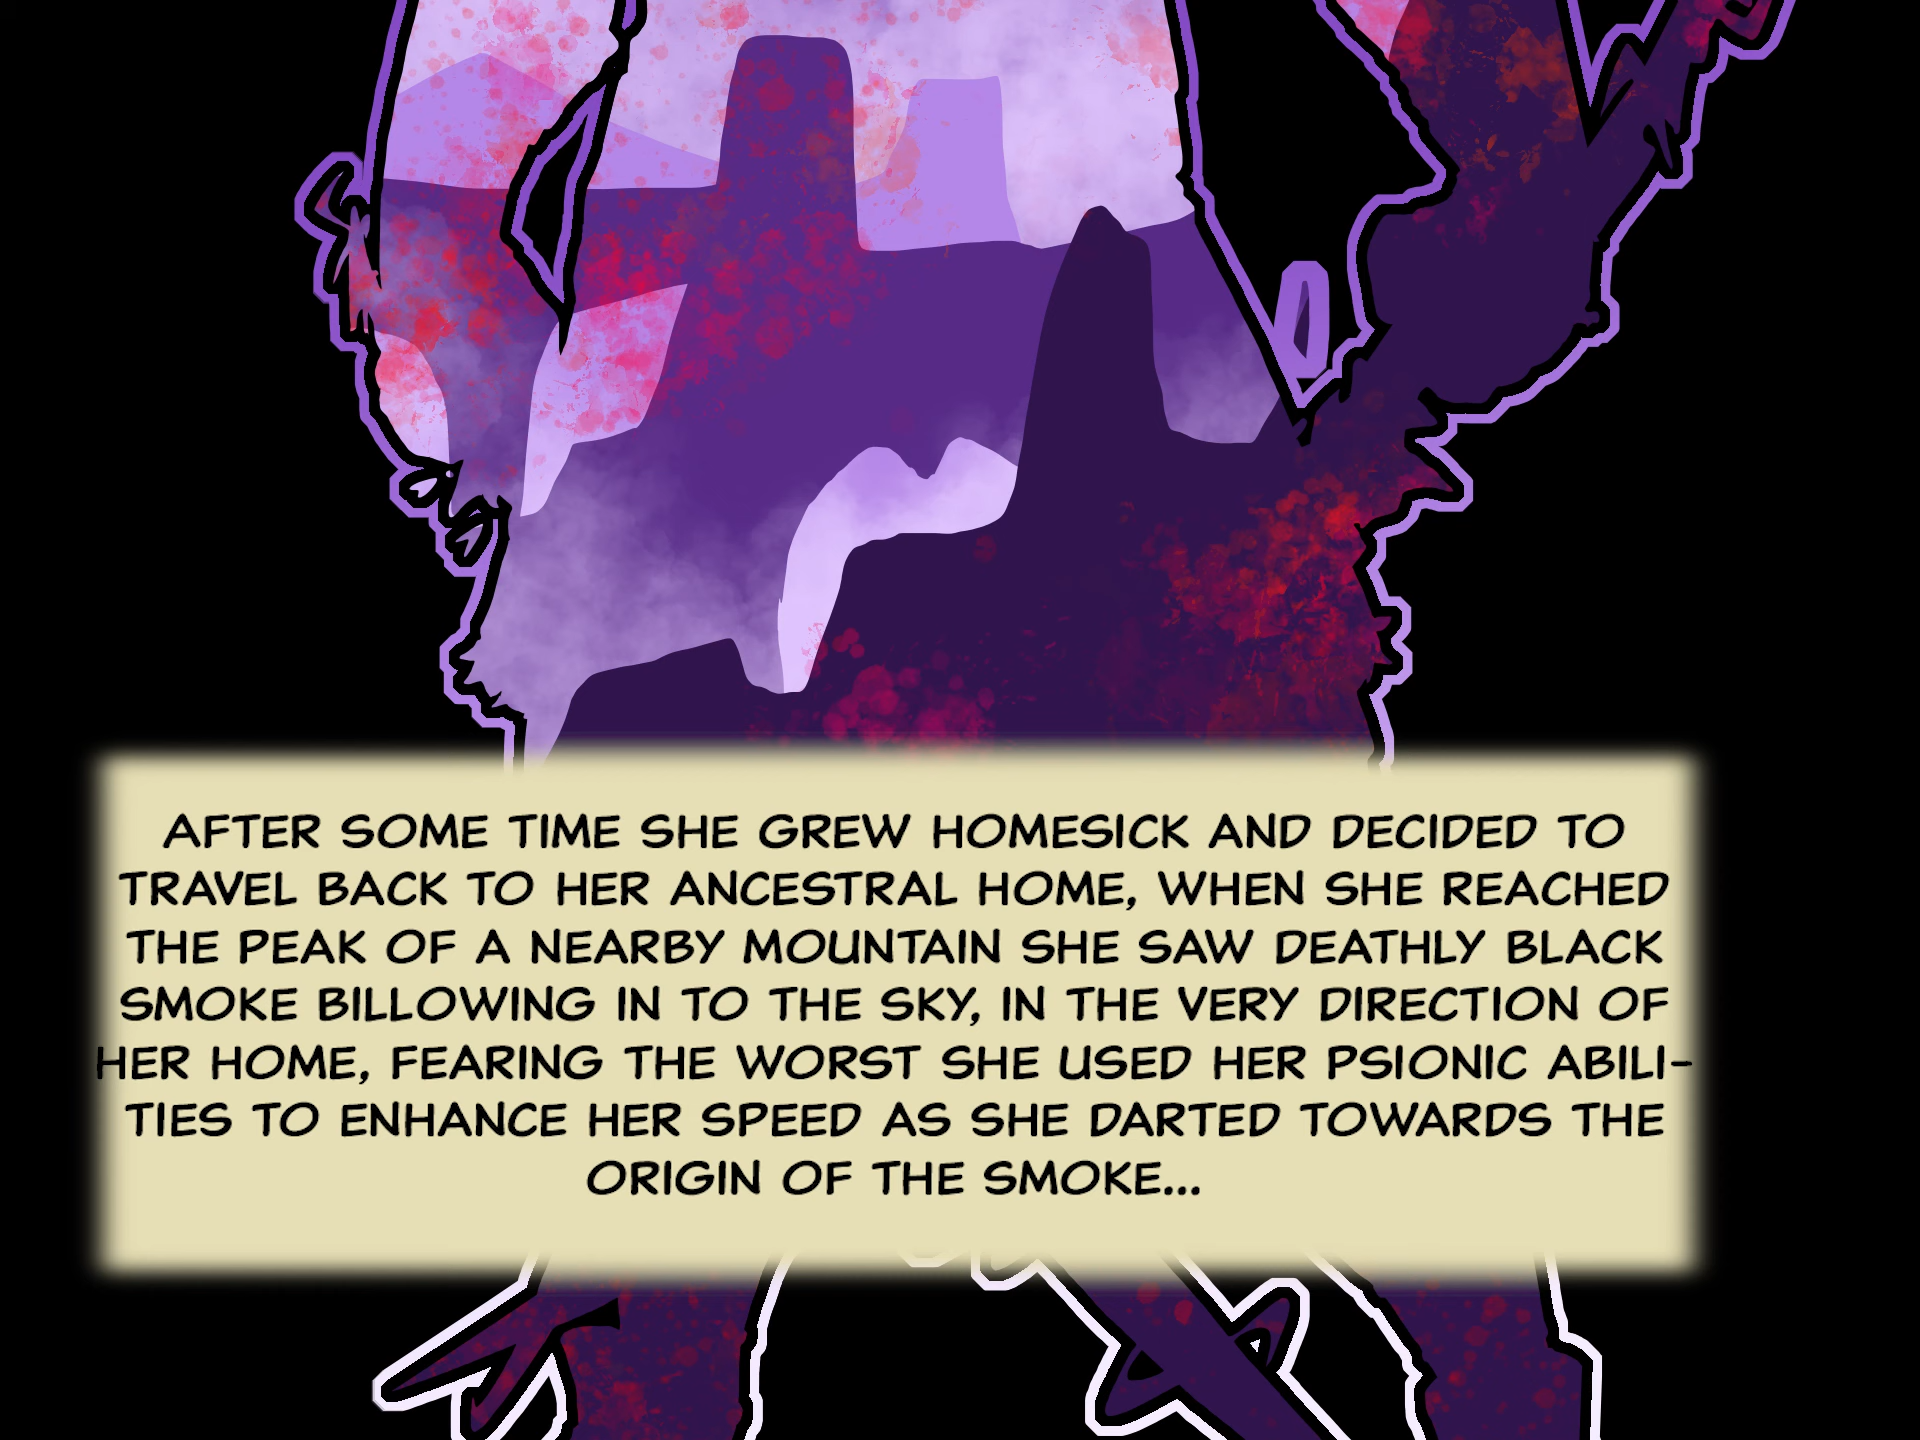 AFTER SOME TIME SHE GREW HOMESICK AND DECIDED TO
TRAVEL BACK TO HER ANCESTRAL HOME, WHEN SHE REACHED
THE PEAK OF A NEARBY MOUNTAIN SHE SAW DEATHLY BLACK
SMOKE BILLOWING IN TO THE SKY, IN THE VERY DIRECTION OF
HER HOME, FEARING THE WORST SHE USED HER PSIONIC ABILI-
TIES TO ENHANCE HER SPEED AS SHE DARTED TOWARDS THE
ORIGIN OF THE SMOKE...